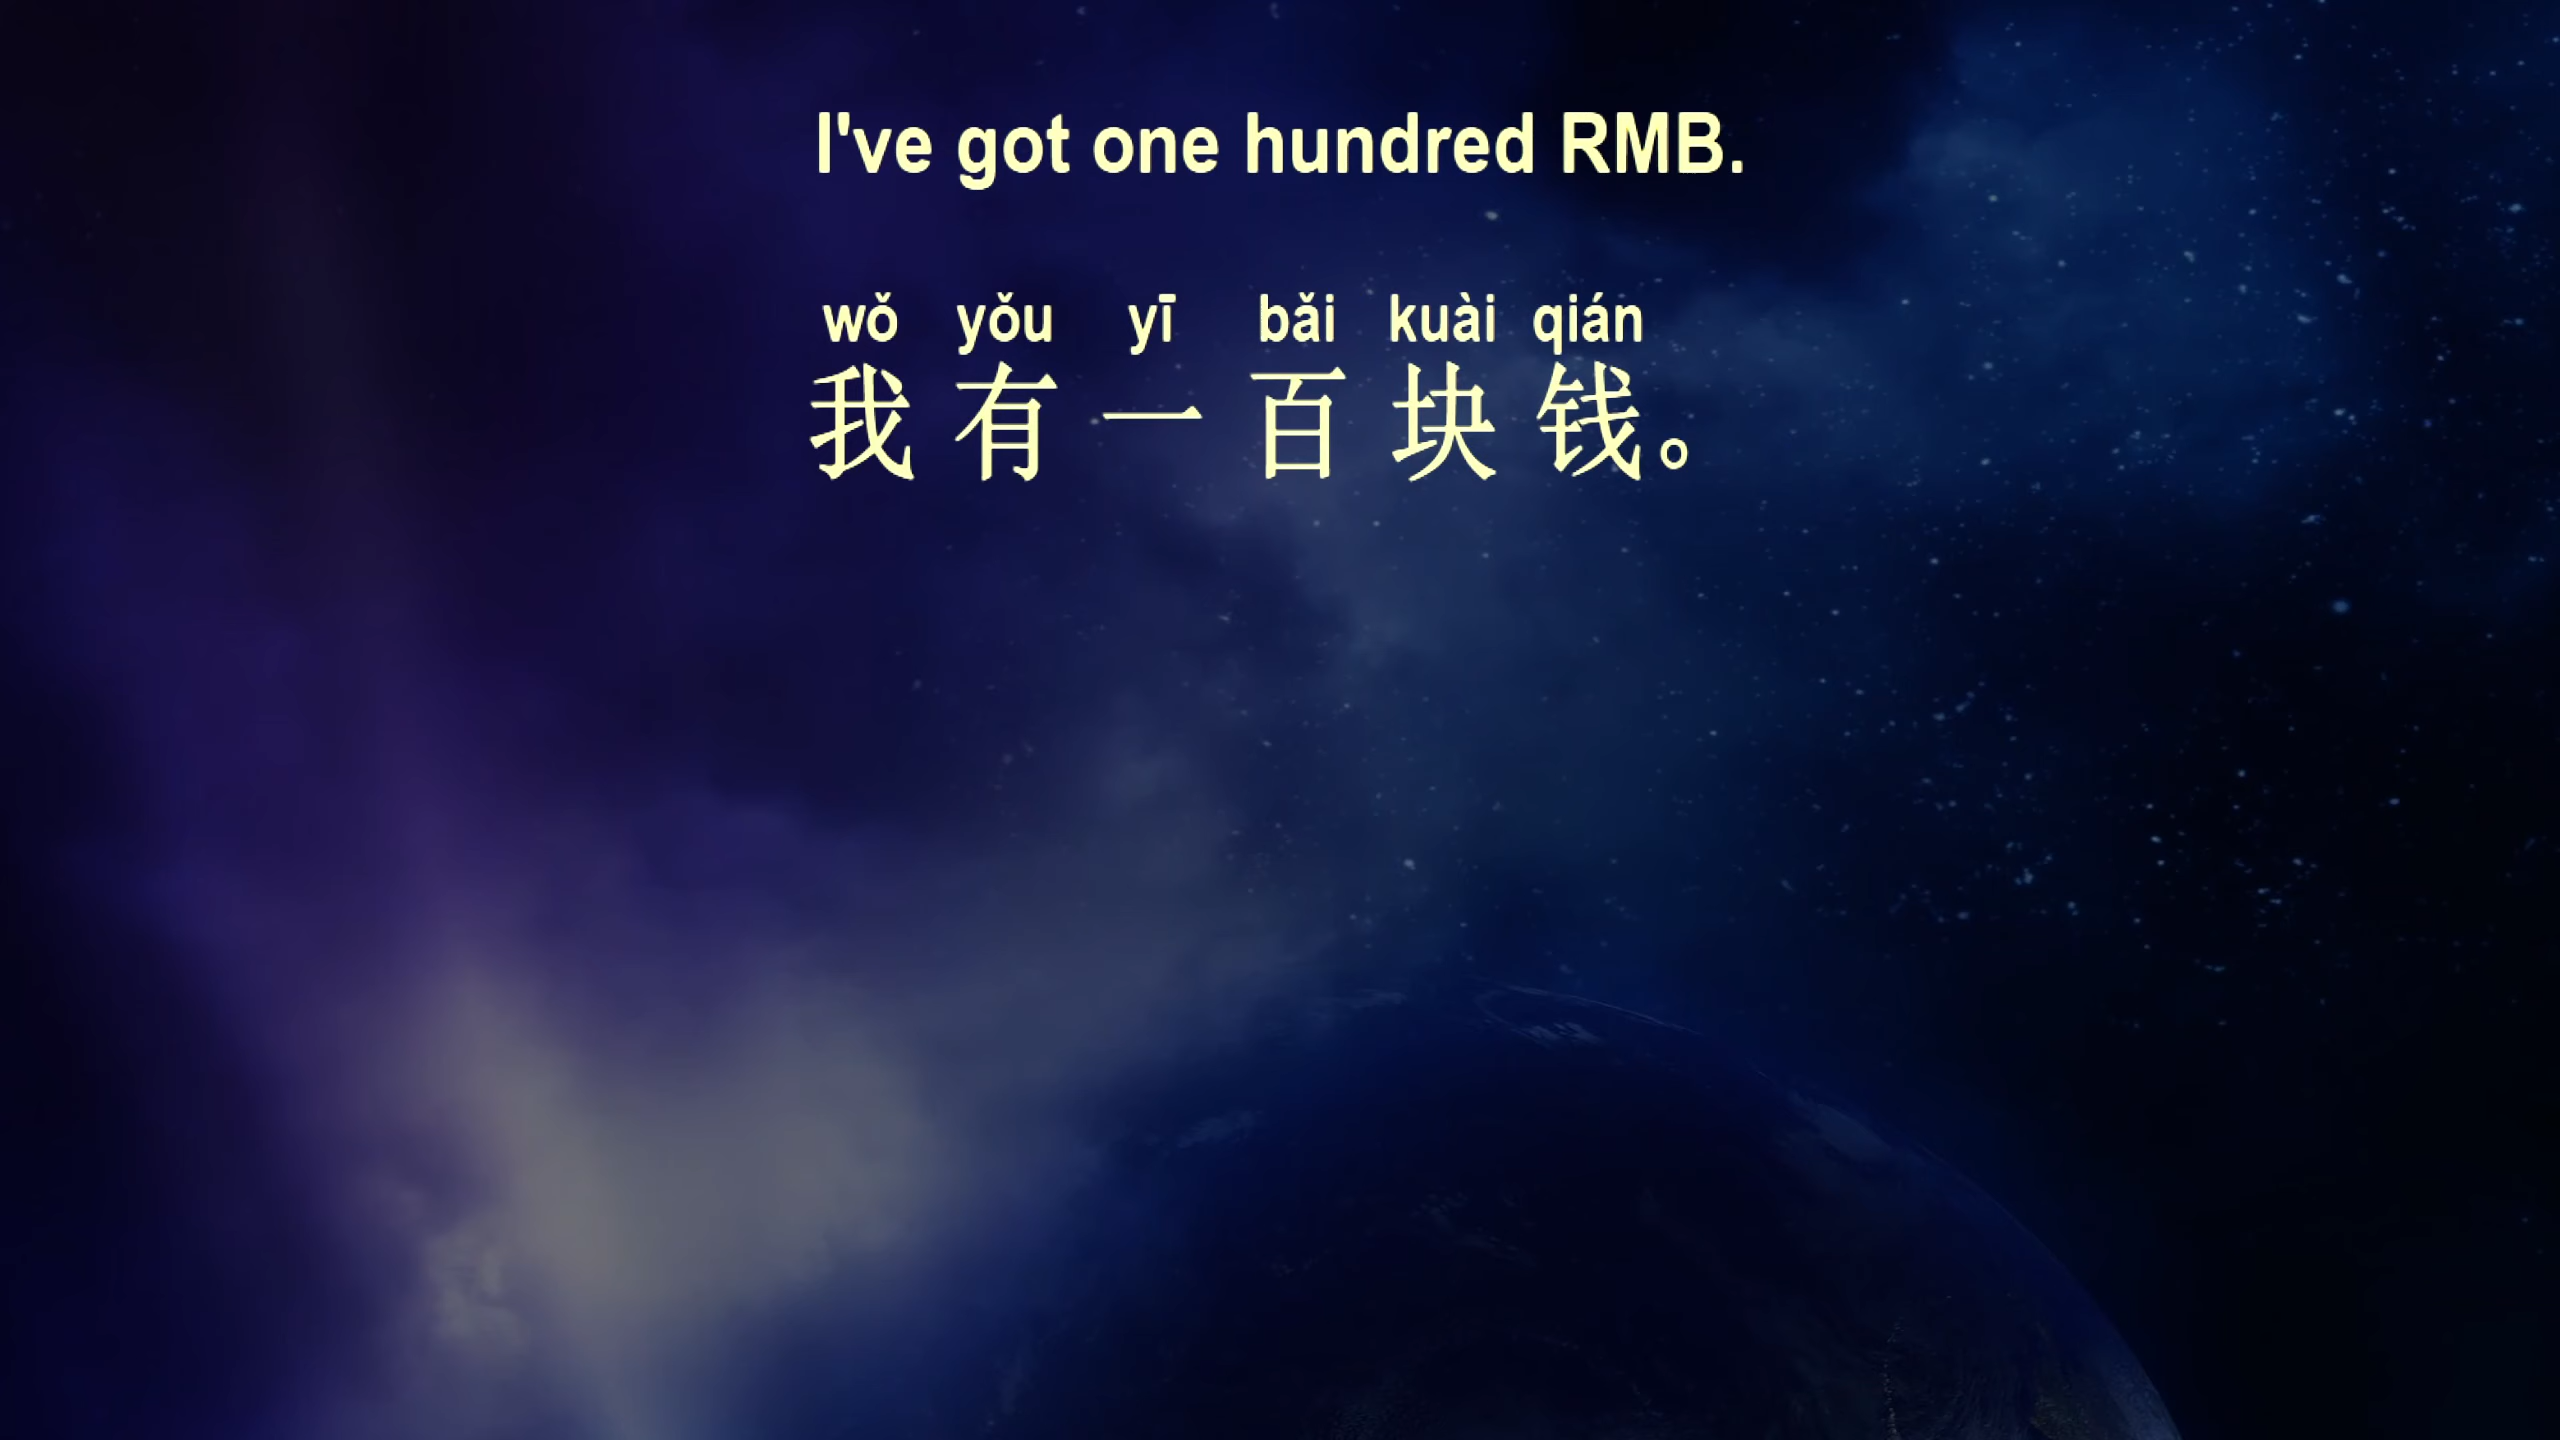 I've got one hundred RMB.
wǒ yǒu yī bǎi kuài qián
我有一百块钱。